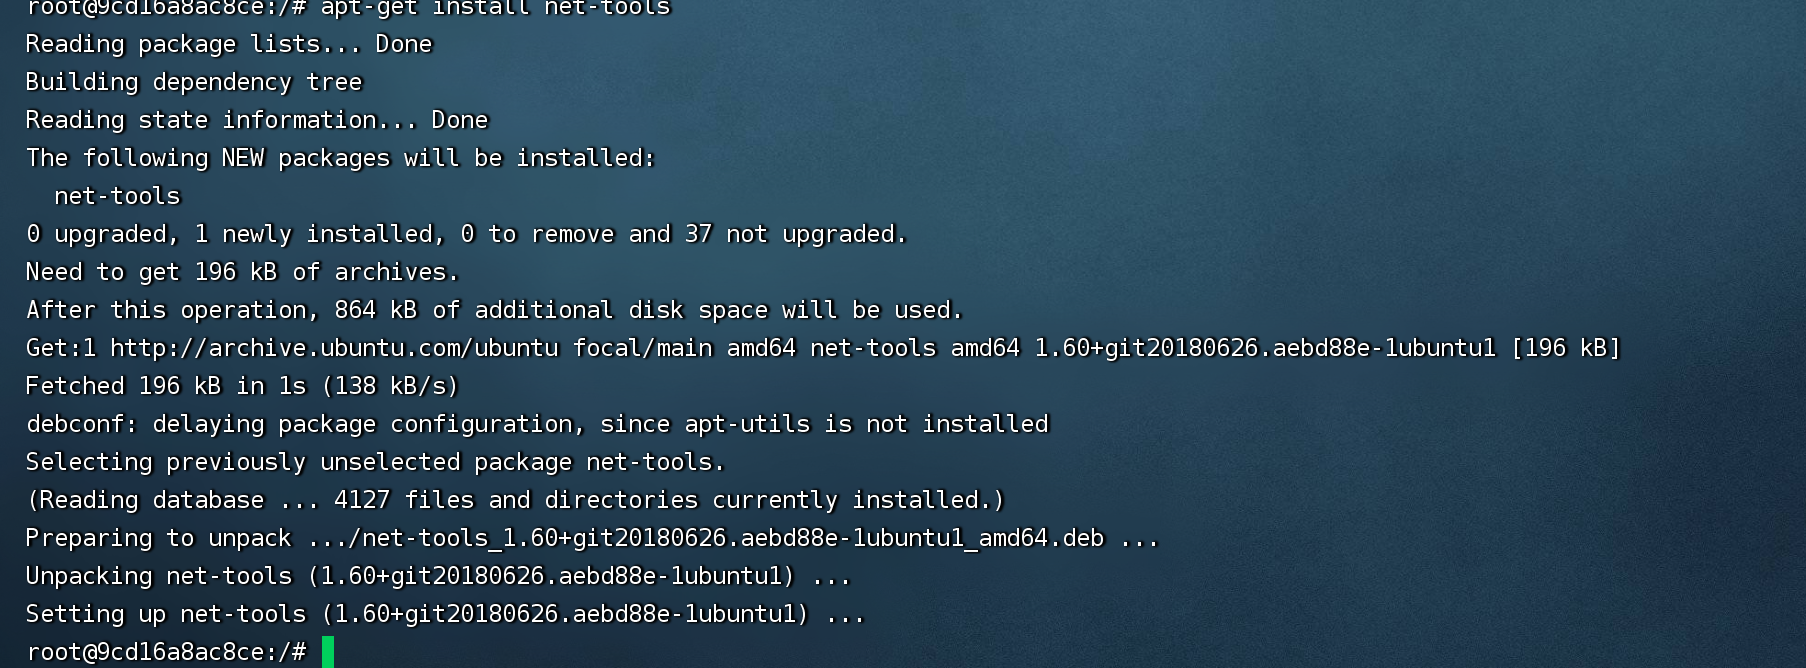 root@9cd16a8ac8ce:/# apt-get install net-tools
Reading package lists... Done
Building dependency tree
Reading state information... Done
The following NEW packages will be installed:
  net-tools
0 upgraded, 1 newly installed, 0 to remove and 37 not upgraded.
Need to get 196 kB of archives.
After this operation, 864 kB of additional disk space will be used.
Get:1 http://archive.ubuntu.com/ubuntu focal/main amd64 net-tools amd64 1.60+git20180626.aebd88e-1ubuntu1 [196 kB]
Fetched 196 kB in 1s (138 kB/s)
debconf: delaying package configuration, since apt-utils is not installed
Selecting previously unselected package net-tools.
(Reading database ... 4127 files and directories currently installed.)
Preparing to unpack .../net-tools_1.60+git20180626.aebd88e-1ubuntu1_amd64.deb ...
Unpacking net-tools (1.60+git20180626.aebd88e-1ubuntu1) ...
Setting up net-tools (1.60+git20180626.aebd88e-1ubuntu1) ...
root@9cd16a8ac8ce:/#